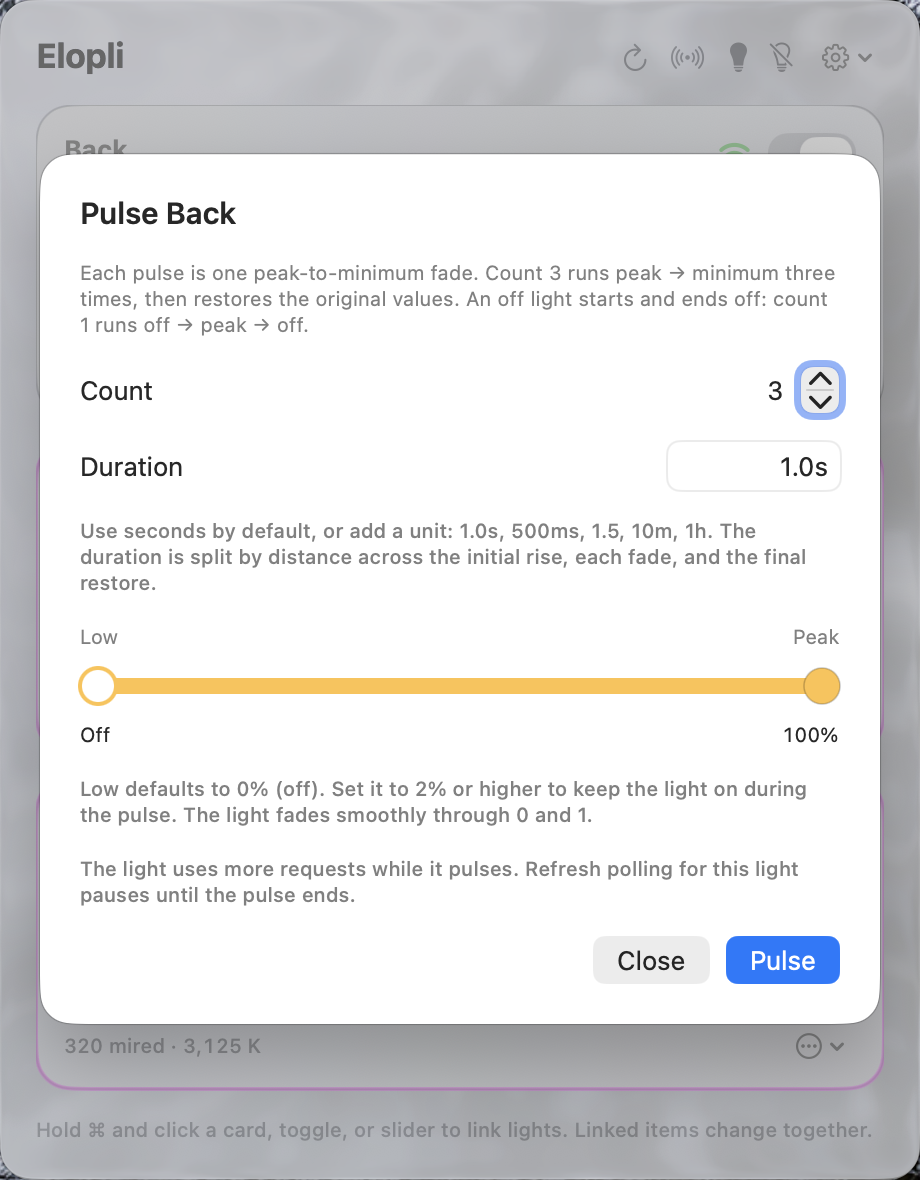 Elopli
Back
Pulse Back
Each pulse is one peak-to-minimum fade. Count 3 runs peak → minimum three
times, then restores the original values. An off light starts and ends off: count
1 runs off → peak → off.
Count
3
Duration
1.0s
Use seconds by default, or add a unit: 1.0s, 500ms, 1.5, 10m, 1h. The
duration is split by distance across the initial rise, each fade, and the final
restore.
Low
Peak
Off
100%
Low defaults to 0% (off). Set it to 2% or higher to keep the light on during
the pulse. The light fades smoothly through 0 and 1.
The light uses more requests while it pulses. Refresh polling for this light
pauses until the pulse ends.
Close
Pulse
320 mired · 3,125 K
Hold ⌘ and click a card, toggle, or slider to link lights. Linked items change together.